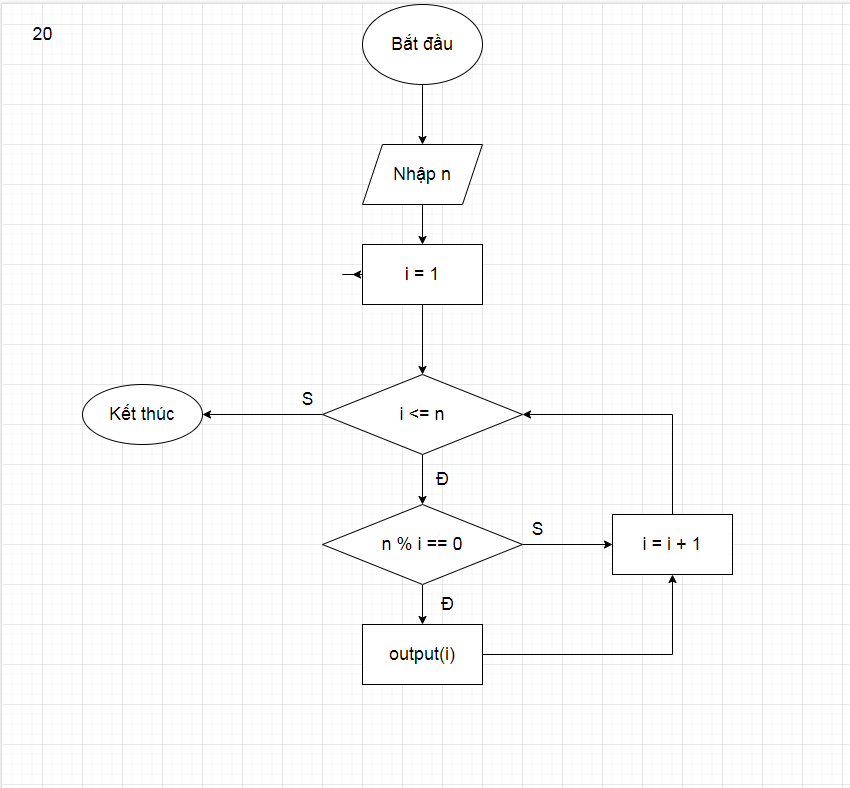 20
Bắt đầu
Nhập n
i = 1
i <= n
S
Kết thúc
Đ
n % i == 0
S
i = i + 1
Đ
output(i)